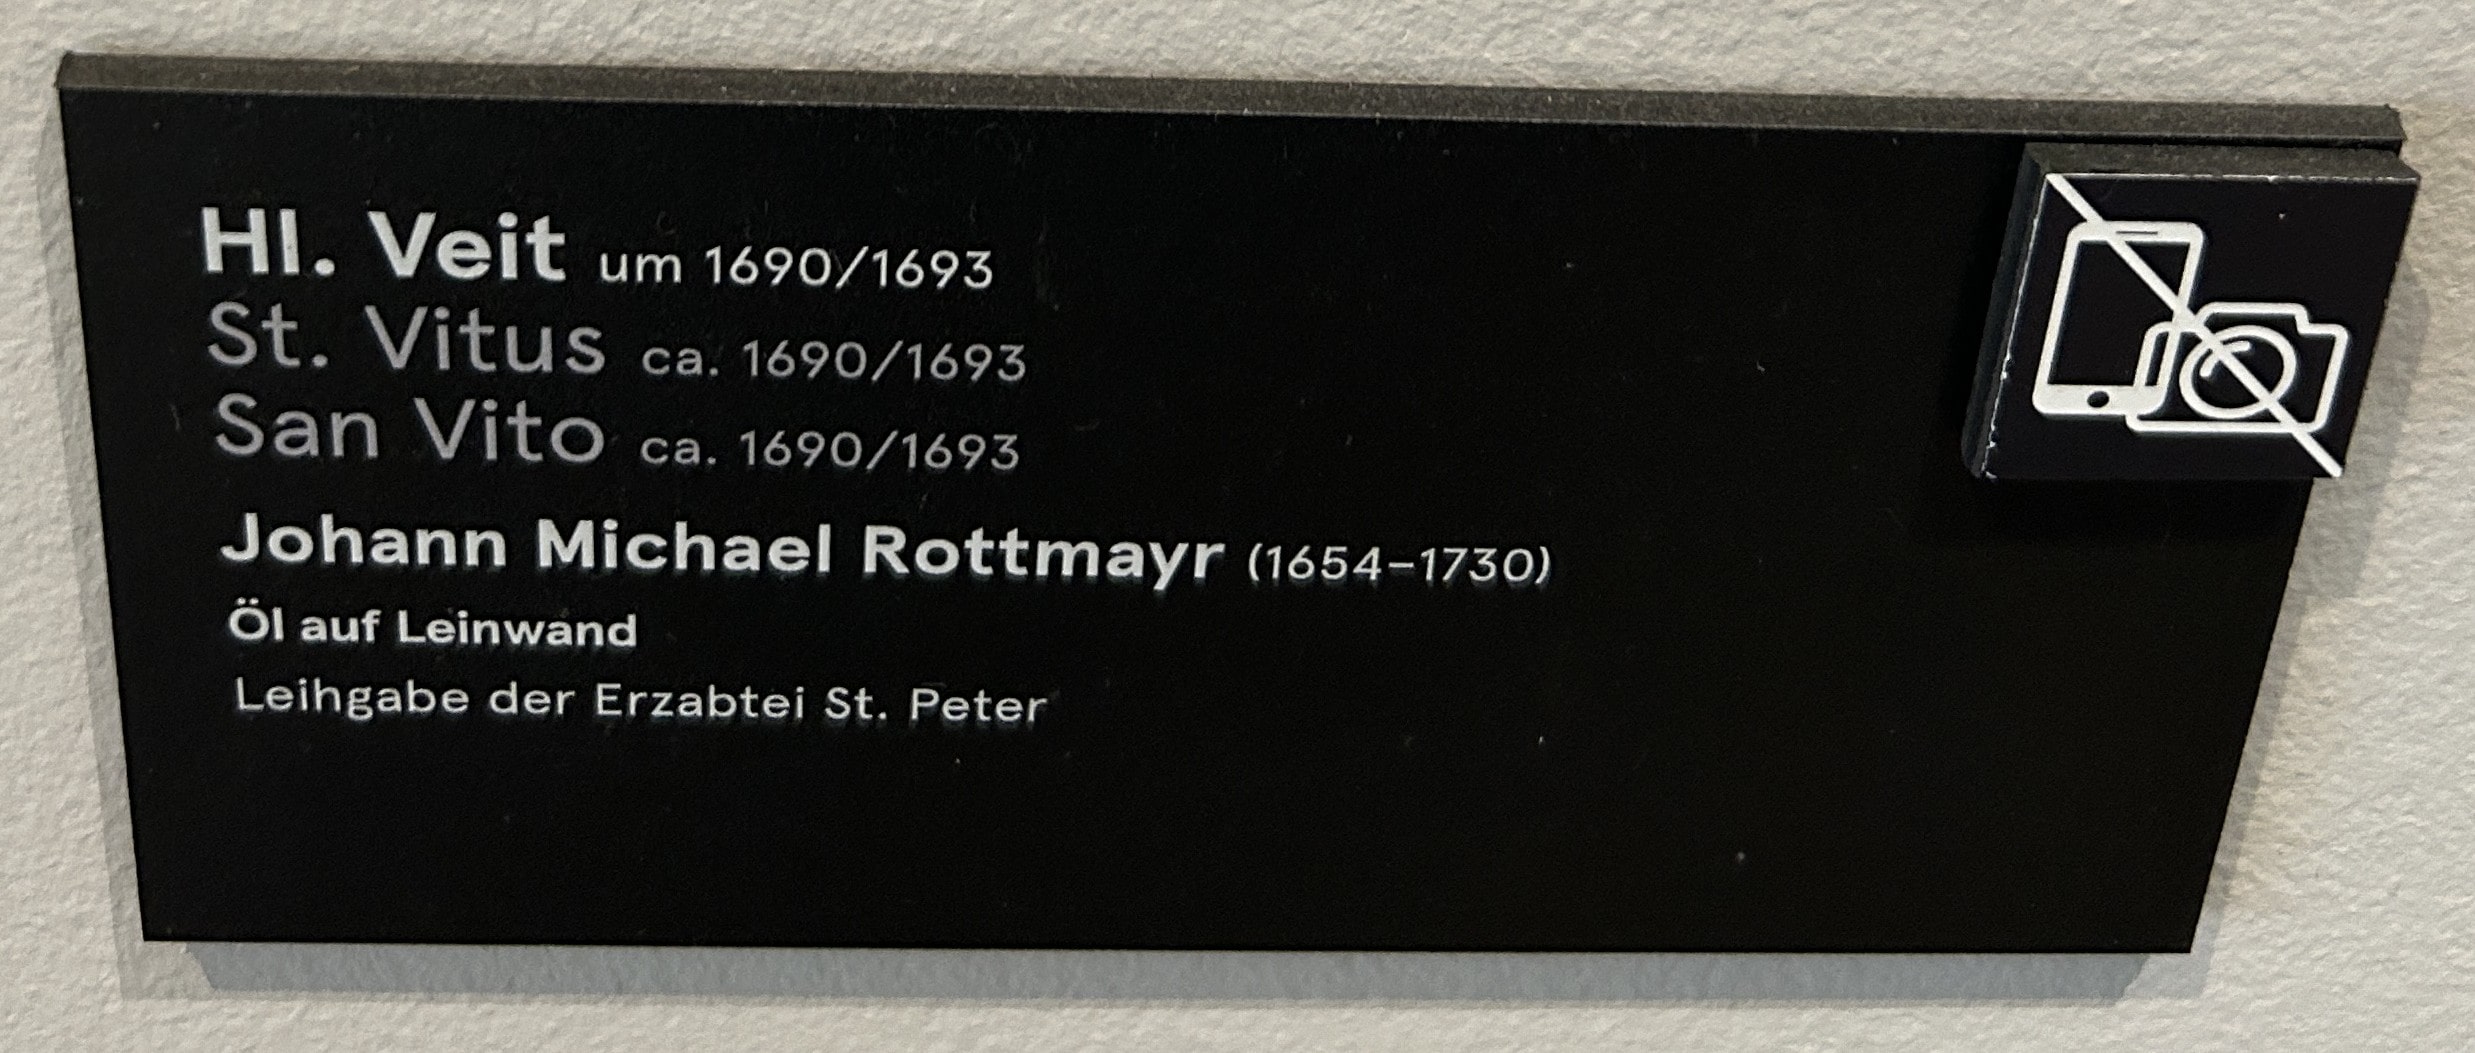 Hl. Veit um 1690/1693
St. Vitus ca. 1690/1693
San Vito ca. 1690/1693
Johann Michael Rottmayr (1654–1730)
Öl auf Leinwand
Leihgabe der Erzabtei St. Peter